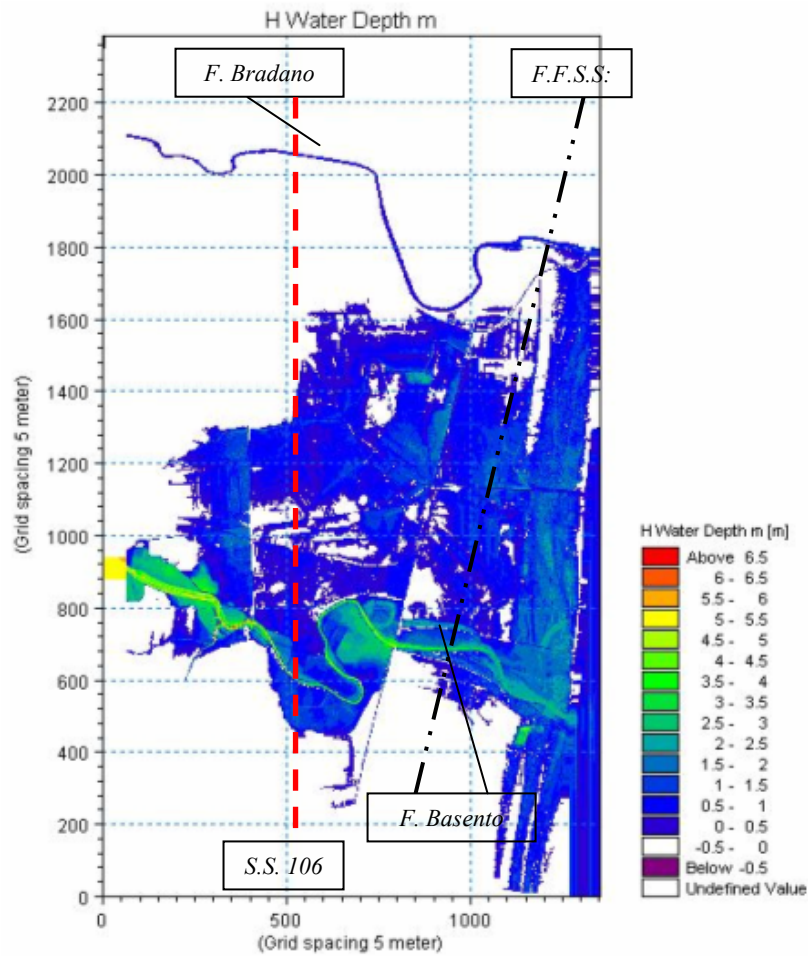 H Water Depth m
F. Bradano
F.F.S.S:
2200
2000
1800
1600
1400
1200
1000
800
600
400
200
0
(Grid spacing 5 meter)
F. Basento
S.S. 106
0 500 1000
(Grid spacing 5 meter)
H Water Depth m [m]
Above 6.5
6 - 6.5
5.5 - 6
5 - 5.5
4.5 - 5
4 - 4.5
3.5 - 4
3 - 3.5
2.5 - 3
2 - 2.5
1.5 - 2
1 - 1.5
0.5 - 1
0 - 0.5
-0.5 - 0
Below -0.5
Undefined Value